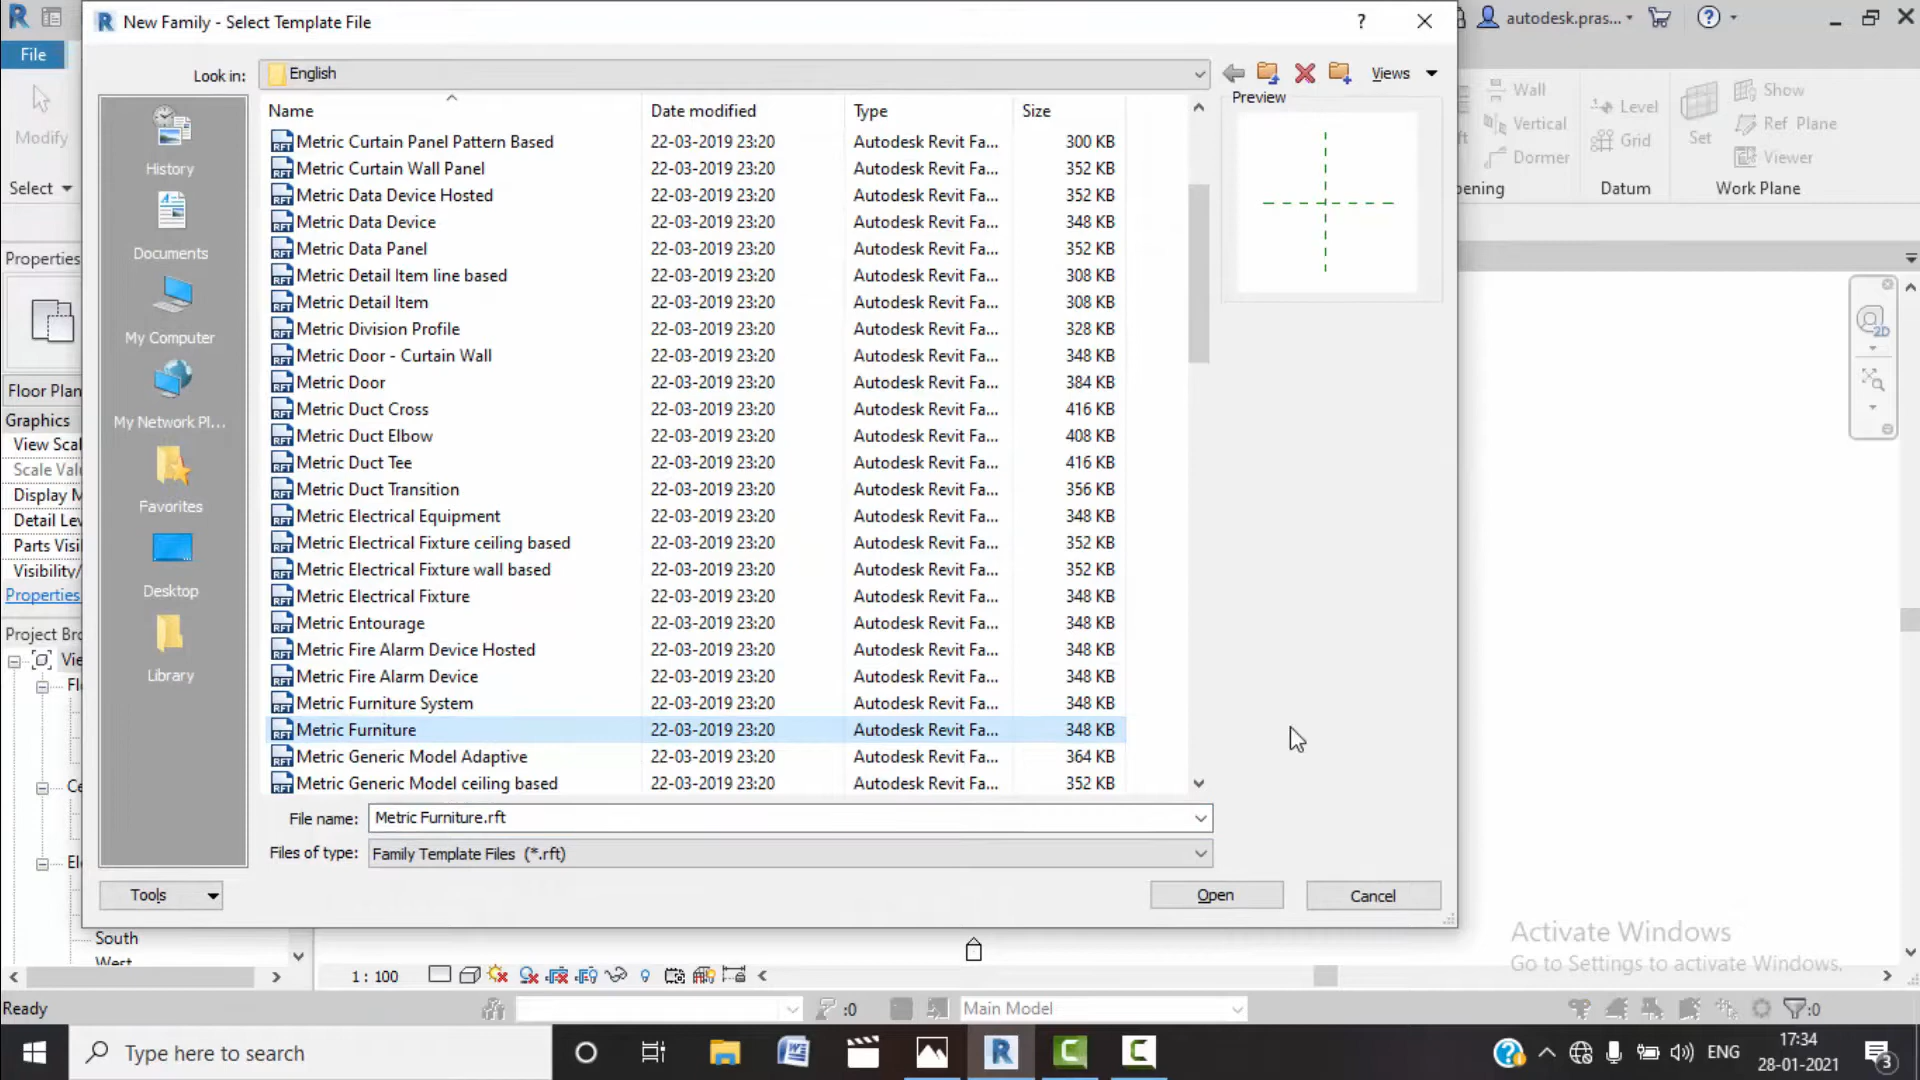 New Family - Select Template File
autodesk.pras...
File
Look in:
English
Views
Preview
Name
Date modified
Type
Size
Modify
Select
Properties
Floor Plan
Graphics
View Scal
Scale Valu
Display M
Detail Lev
Parts Visil
Visibility/
Properties
Project Bro
Vie
Fl
Ce
El
South
West
History
Documents
My Computer
My Network Pl...
Favorites
Desktop
Library
Metric Curtain Panel Pattern Based 22-03-2019 23:20 Autodesk Revit Fa... 300 KB
Metric Curtain Wall Panel 22-03-2019 23:20 Autodesk Revit Fa... 352 KB
Metric Data Device Hosted 22-03-2019 23:20 Autodesk Revit Fa... 352 KB
Metric Data Device 22-03-2019 23:20 Autodesk Revit Fa... 348 KB
Metric Data Panel 22-03-2019 23:20 Autodesk Revit Fa... 352 KB
Metric Detail Item line based 22-03-2019 23:20 Autodesk Revit Fa... 308 KB
Metric Detail Item 22-03-2019 23:20 Autodesk Revit Fa... 308 KB
Metric Division Profile 22-03-2019 23:20 Autodesk Revit Fa... 328 KB
Metric Door - Curtain Wall 22-03-2019 23:20 Autodesk Revit Fa... 348 KB
Metric Door 22-03-2019 23:20 Autodesk Revit Fa... 384 KB
Metric Duct Cross 22-03-2019 23:20 Autodesk Revit Fa... 416 KB
Metric Duct Elbow 22-03-2019 23:20 Autodesk Revit Fa... 408 KB
Metric Duct Tee 22-03-2019 23:20 Autodesk Revit Fa... 416 KB
Metric Duct Transition 22-03-2019 23:20 Autodesk Revit Fa... 356 KB
Metric Electrical Equipment 22-03-2019 23:20 Autodesk Revit Fa... 348 KB
Metric Electrical Fixture ceiling based 22-03-2019 23:20 Autodesk Revit Fa... 352 KB
Metric Electrical Fixture wall based 22-03-2019 23:20 Autodesk Revit Fa... 352 KB
Metric Electrical Fixture 22-03-2019 23:20 Autodesk Revit Fa... 348 KB
Metric Entourage 22-03-2019 23:20 Autodesk Revit Fa... 348 KB
Metric Fire Alarm Device Hosted 22-03-2019 23:20 Autodesk Revit Fa... 348 KB
Metric Fire Alarm Device 22-03-2019 23:20 Autodesk Revit Fa... 348 KB
Metric Furniture System 22-03-2019 23:20 Autodesk Revit Fa... 348 KB
Metric Furniture 22-03-2019 23:20 Autodesk Revit Fa... 348 KB
Metric Generic Model Adaptive 22-03-2019 23:20 Autodesk Revit Fa... 364 KB
Metric Generic Model ceiling based 22-03-2019 23:20 Autodesk Revit Fa... 352 KB
File name: Metric Furniture.rft
Files of type: Family Template Files (*.rft)
Tools
Open
Cancel
Wall
Vertical
Dormer
ening
Level
Grid
Datum
Set
Show
Ref Plane
Viewer
Work Plane
2D
Activate Windows
Go to Settings to activate Windows.
1 : 100
Ready
:0
Main Model
:0
Type here to search
ENG
17:34
28-01-2021
3